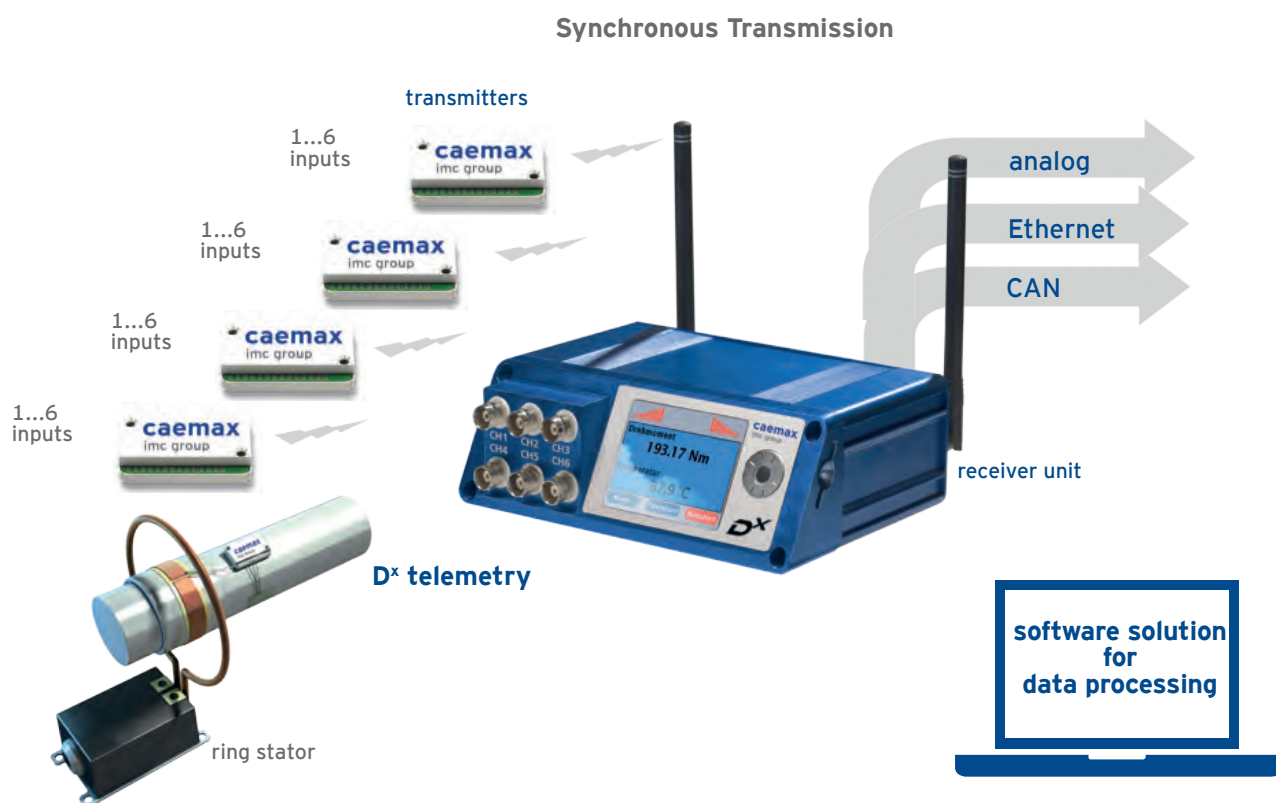 Synchronous Transmission
transmitters
1...6
inputs
caemax
imc group
1...6
inputs
caemax
imc group
1...6
inputs
caemax
imc group
1...6
inputs
caemax
imc group
analog
Ethernet
CAN
CH1 CH2 CH3
CH4 CH5 CH6
Drehmoment
193.17 Nm
87.9 °C
caemax
imc group
Dˣ
receiver unit
caemax
Dˣ telemetry
ring stator
software solution
for
data processing